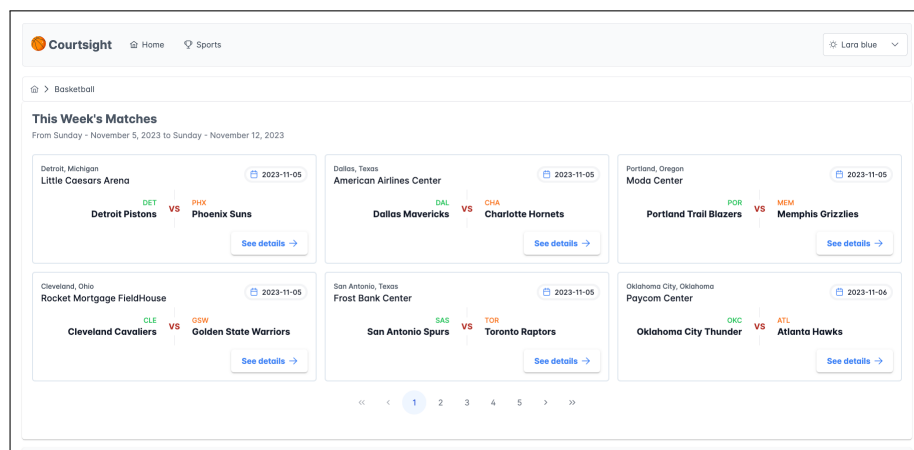 Courtsight Home Sports Lara blue
Basketball
This Week's Matches
From Sunday - November 5, 2023 to Sunday - November 12, 2023
Detroit, Michigan
Little Caesars Arena
2023-11-05
DET VS PHX
Detroit Pistons Phoenix Suns
See details
Dallas, Texas
American Airlines Center
2023-11-05
DAL VS CHA
Dallas Mavericks Charlotte Hornets
See details
Portland, Oregon
Moda Center
2023-11-05
POR VS MEM
Portland Trail Blazers Memphis Grizzlies
See details
Cleveland, Ohio
Rocket Mortgage FieldHouse
2023-11-05
CLE VS GSW
Cleveland Cavaliers Golden State Warriors
See details
San Antonio, Texas
Frost Bank Center
2023-11-05
SAS VS TOR
San Antonio Spurs Toronto Raptors
See details
Oklahoma City, Oklahoma
Paycom Center
2023-11-06
OKC VS ATL
Oklahoma City Thunder Atlanta Hawks
See details
« ‹ 1 2 3 4 5 › »